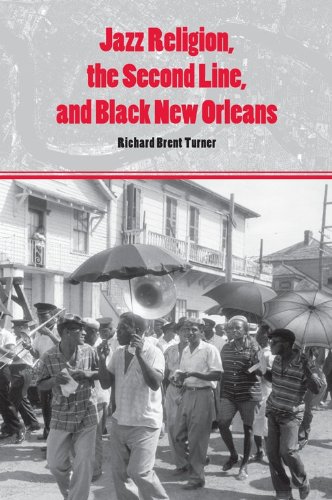 Jazz Religion,
the Second Line,
and Black New Orleans
Richard Brent Turner